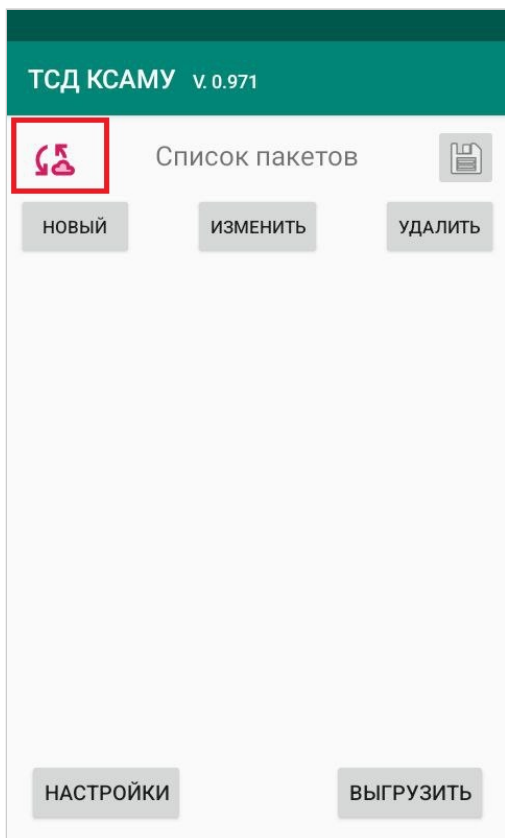 ТСД КСАМУ V. 0.971
Список пакетов
НОВЫЙ ИЗМЕНИТЬ УДАЛИТЬ
НАСТРОЙКИ ВЫГРУЗИТЬ